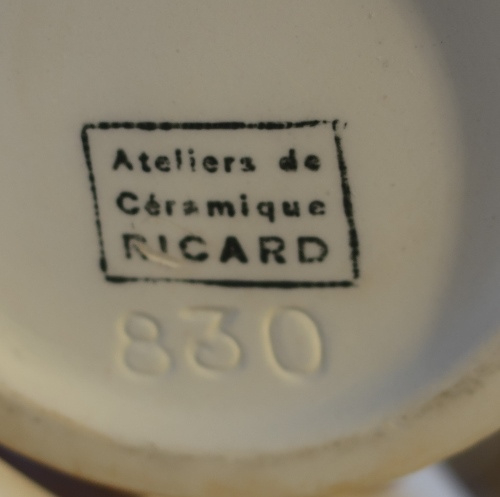 Ateliers de
Céramique
RICARD
830